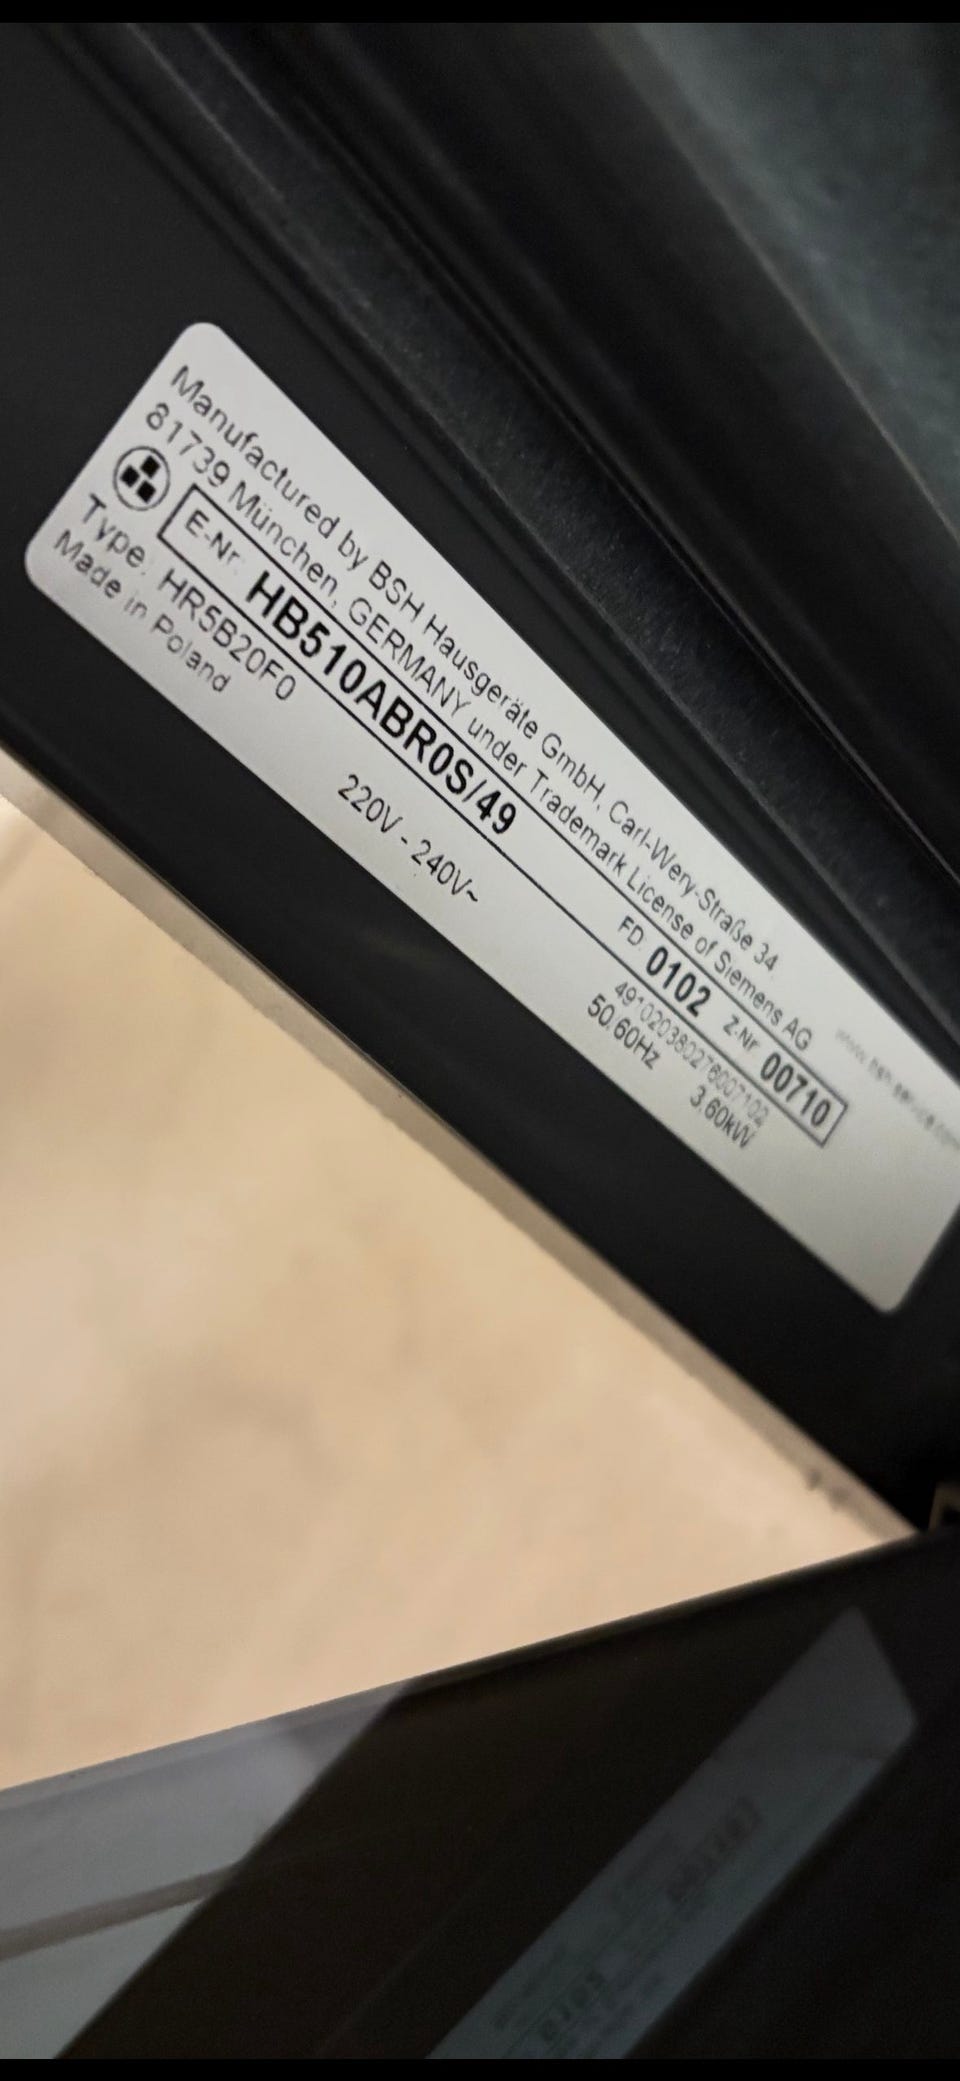 Manufactured by BSH Hausgeräte GmbH, Carl-Wery-Straße 34
81739 München, GERMANY under Trademark License of Siemens AG
E-Nr. HB510ABR0S/49 FD. 0102 Z-Nr. 00710
Type: HR5B20F0 491020380276007102
Made in Poland 220V - 240V~ 50,60Hz 3.60kW